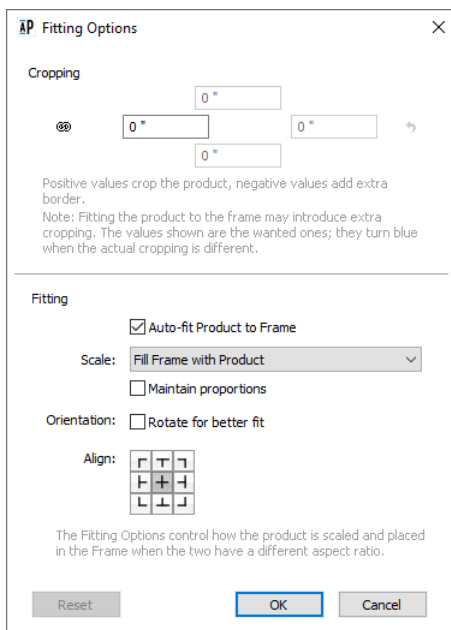 AP Fitting Options
Cropping
0 "
0 "
0 "
0 "
Positive values crop the product, negative values add extra
border.
Note: Fitting the product to the frame may introduce extra
cropping. The values shown are the wanted ones; they turn blue
when the actual cropping is different.
Fitting
Auto-fit Product to Frame
Scale: Fill Frame with Product
Maintain proportions
Orientation: Rotate for better fit
Align:
The Fitting Options control how the product is scaled and placed
in the Frame when the two have a different aspect ratio.
Reset OK Cancel